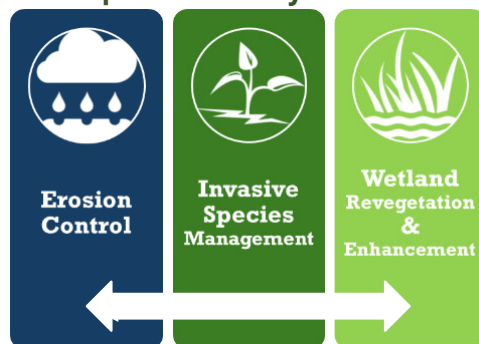 Erosion
Control
Invasive
Species
Management
Wetland
Revegetation
&
Enhancement